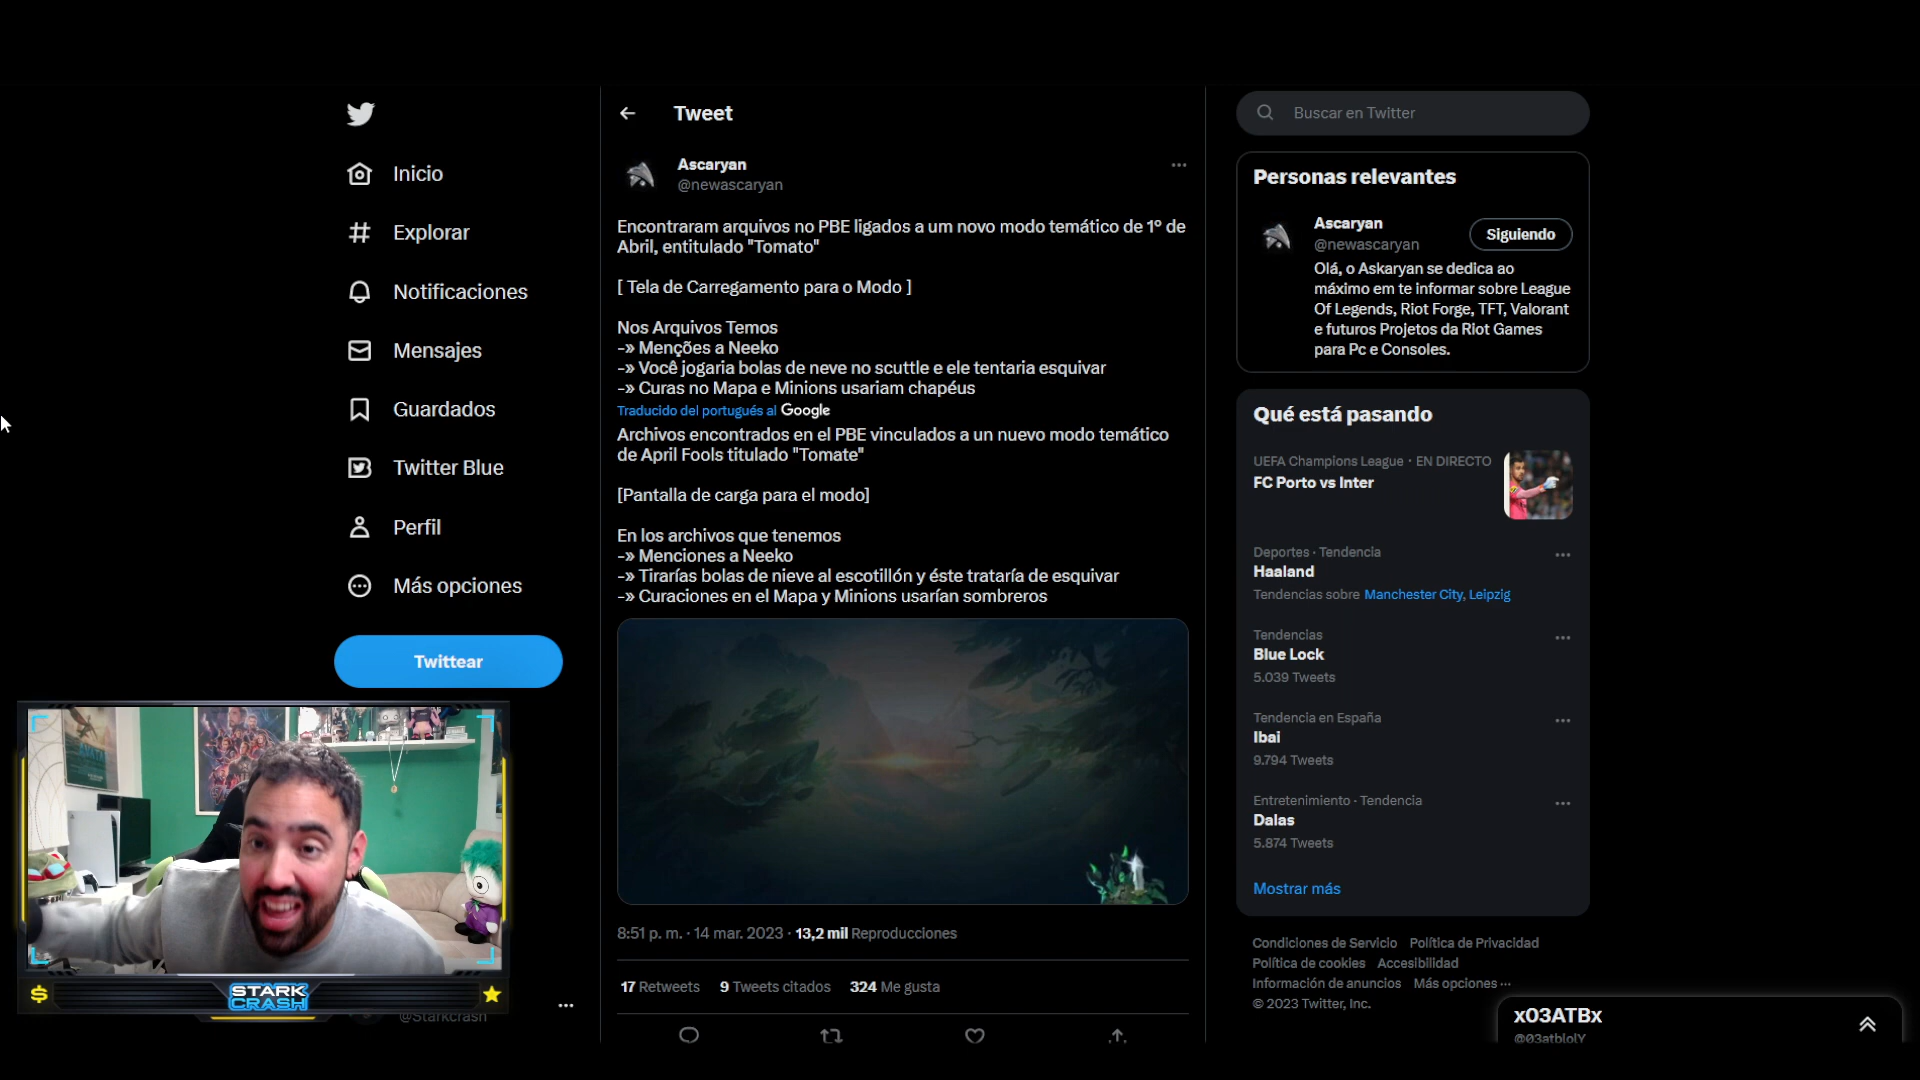 Inicio
Explorar
Notificaciones
Mensajes
Guardados
Twitter Blue
Perfil
Más opciones
Twittear
AVATAR
STARK
CRASH
@Starkcrash
Tweet
Ascaryan
@newascaryan
Encontraram arquivos no PBE ligados a um novo modo temático de 1º de
Abril, entitulado "Tomato"
[ Tela de Carregamento para o Modo ]
Nos Arquivos Temos
-» Menções a Neeko
-» Você jogaria bolas de neve no scuttle e ele tentaria esquivar
-» Curas no Mapa e Minions usariam chapéus
Traducido del portugués al Google
Archivos encontrados en el PBE vinculados a un nuevo modo temático
de April Fools titulado "Tomate"
[Pantalla de carga para el modo]
En los archivos que tenemos
-» Menciones a Neeko
-» Tirarías bolas de nieve al escotillón y éste trataría de esquivar
-» Curaciones en el Mapa y Minions usarían sombreros
8:51 p. m. · 14 mar. 2023 · 13,2 mil Reproducciones
17 Retweets 9 Tweets citados 324 Me gusta
Buscar en Twitter
Personas relevantes
Ascaryan
@newascaryan
Siguiendo
Olá, o Askaryan se dedica ao
máximo em te informar sobre League
Of Legends, Riot Forge, TFT, Valorant
e futuros Projetos da Riot Games
para Pc e Consoles.
Qué está pasando
UEFA Champions League · EN DIRECTO
FC Porto vs Inter
Deportes · Tendencia
Haaland
Tendencias sobre Manchester City, Leipzig
Tendencias
Blue Lock
5.039 Tweets
Tendencia en España
Ibai
9.794 Tweets
Entretenimiento · Tendencia
Dalas
5.874 Tweets
Mostrar más
Condiciones de Servicio Política de Privacidad
Política de cookies Accesibilidad
Información de anuncios Más opciones ···
© 2023 Twitter, Inc.
x03ATBx
@03atblolY